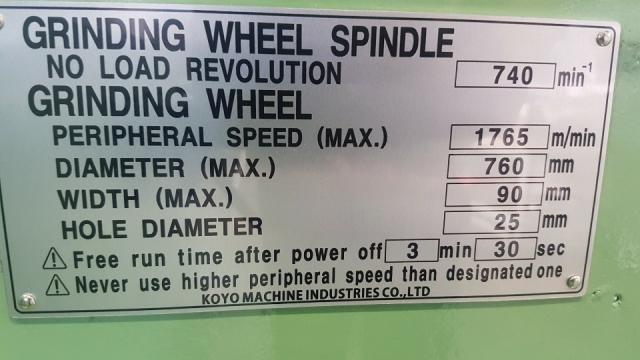 GRINDING WHEEL SPINDLE
NO LOAD REVOLUTION 740 min⁻¹
GRINDING WHEEL
PERIPHERAL SPEED (MAX.) 1765 m/min
DIAMETER (MAX.) 760 mm
WIDTH (MAX.) 90 mm
HOLE DIAMETER 25 mm
⚠ Free run time after power off 3 min 30 sec
⚠ Never use higher peripheral speed than designated one
KOYO MACHINE INDUSTRIES CO.,LTD